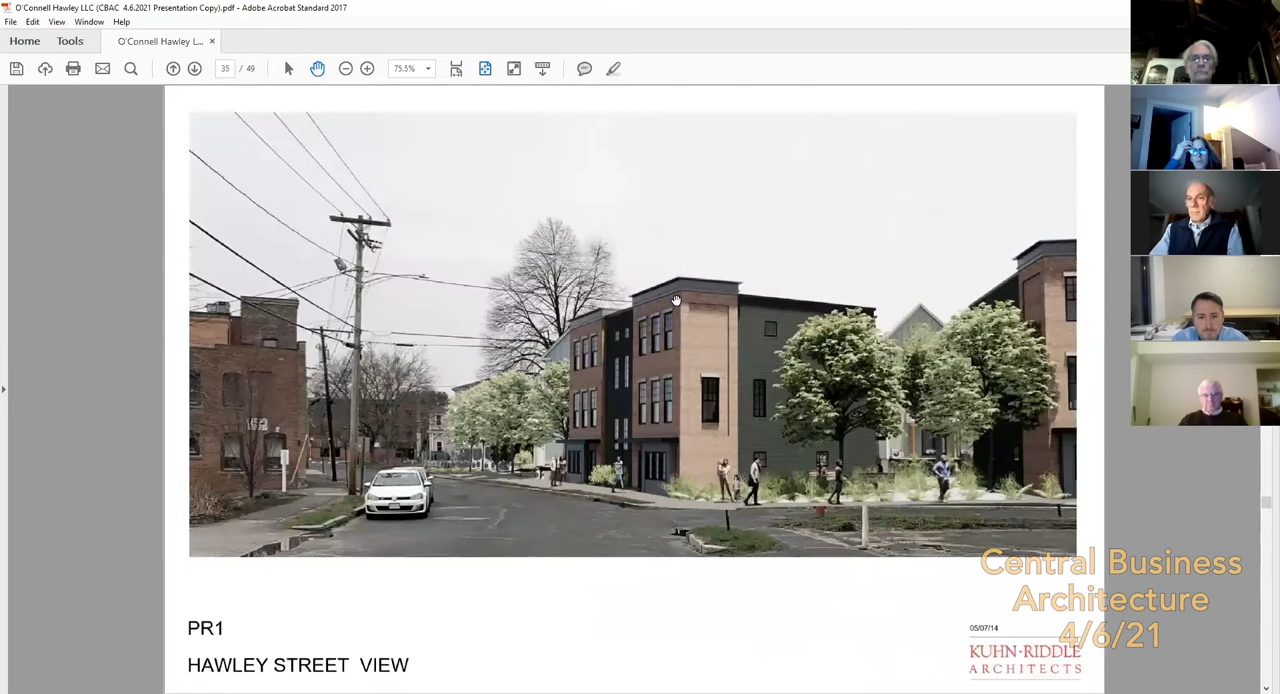 O'Connell Hawley LLC (CBAC 4.6.2021 Presentation Copy).pdf - Adobe Acrobat Standard 2017
File Edit View Window Help
Home Tools O'Connell Hawley L... ×
35 / 49 75.5%
PR1
HAWLEY STREET VIEW
05/07/14
KUHN·RIDDLE
ARCHITECTS
Central Business
Architecture
4/6/21